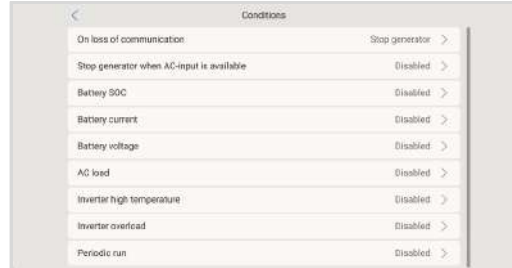 Conditions
On loss of communication Stop generator
Stop generator when AC-input is available Disabled
Battery SOC Disabled
Battery current Disabled
Battery voltage Disabled
AC load Disabled
Inverter high temperature Disabled
Inverter overload Disabled
Periodic run Disabled